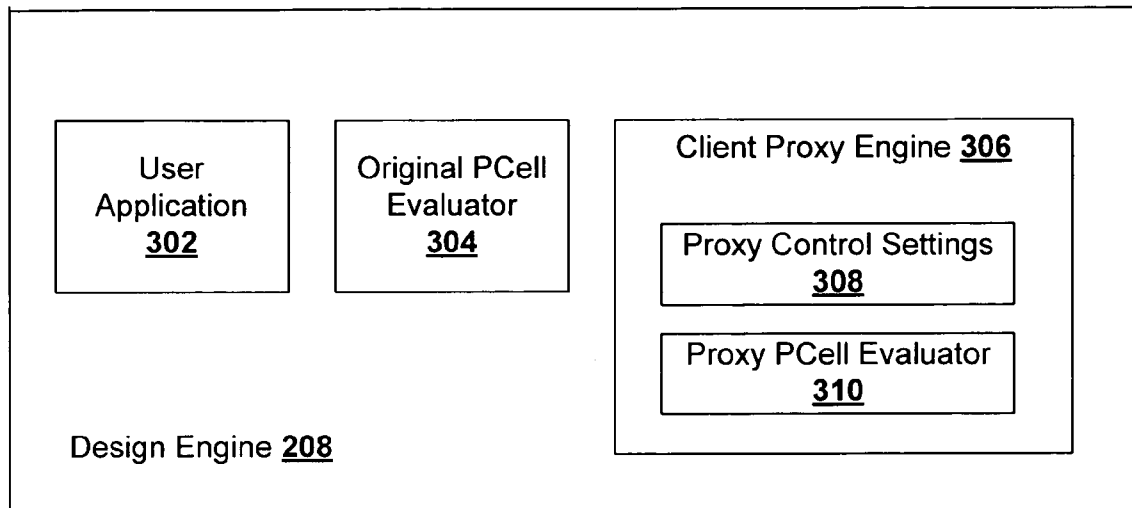 User
Application
302
Original PCell
Evaluator
304
Client Proxy Engine 306
Proxy Control Settings
308
Proxy PCell Evaluator
310
Design Engine 208